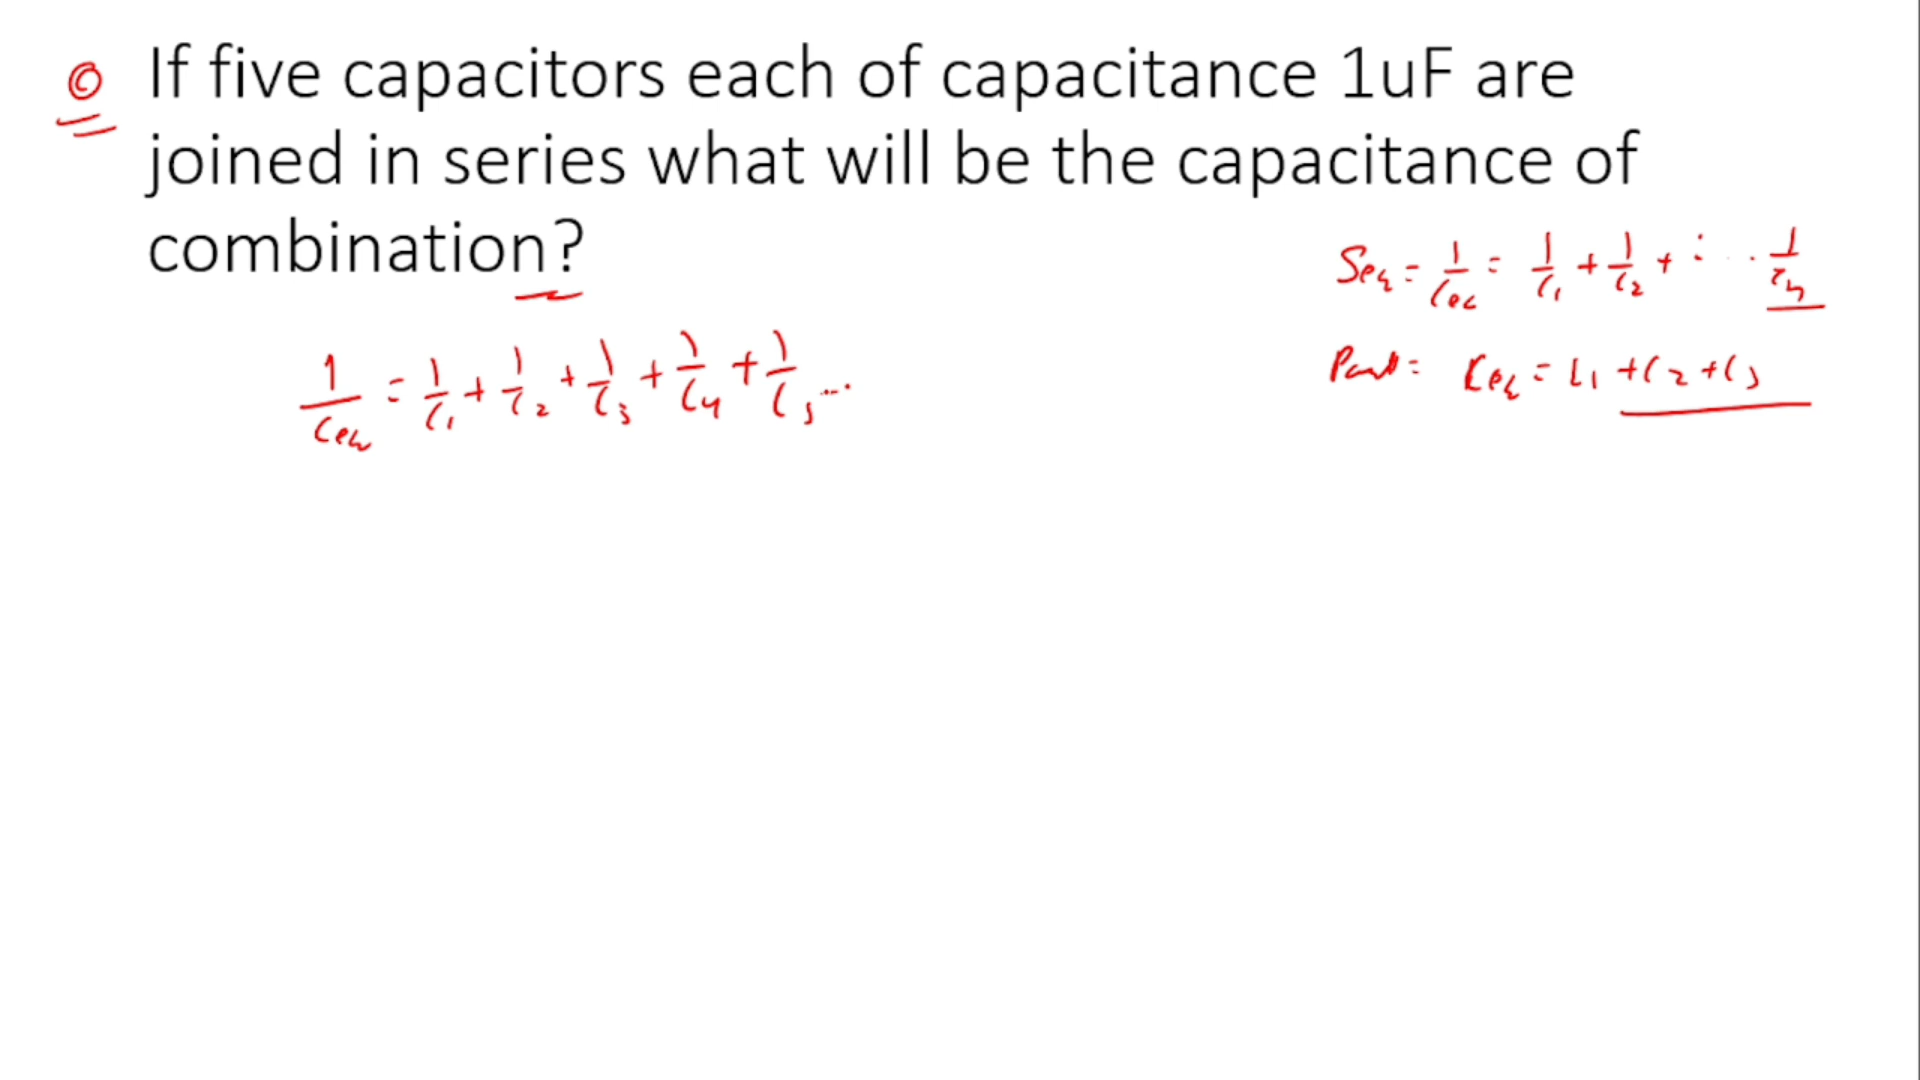 Q If five capacitors each of capacitance 1uF are
joined in series what will be the capacitance of
combination?
Ser = 1/Ceq = 1/C1 + 1/C2 + ... 1/Cn
1/Ceq = 1/C1 + 1/C2 + 1/C3 + 1/C4 + 1/C5 ...
Ceq = C1 + C2 + C3